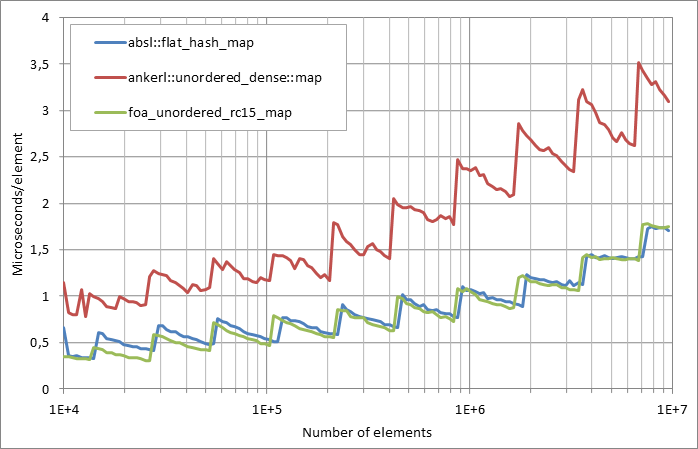 4
3,5
3
2,5
2
1,5
1
0,5
0
Microseconds/element
absl::flat_hash_map
ankerl::unordered_dense::map
foa_unordered_rc15_map
1E+4 1E+5 1E+6 1E+7
Number of elements